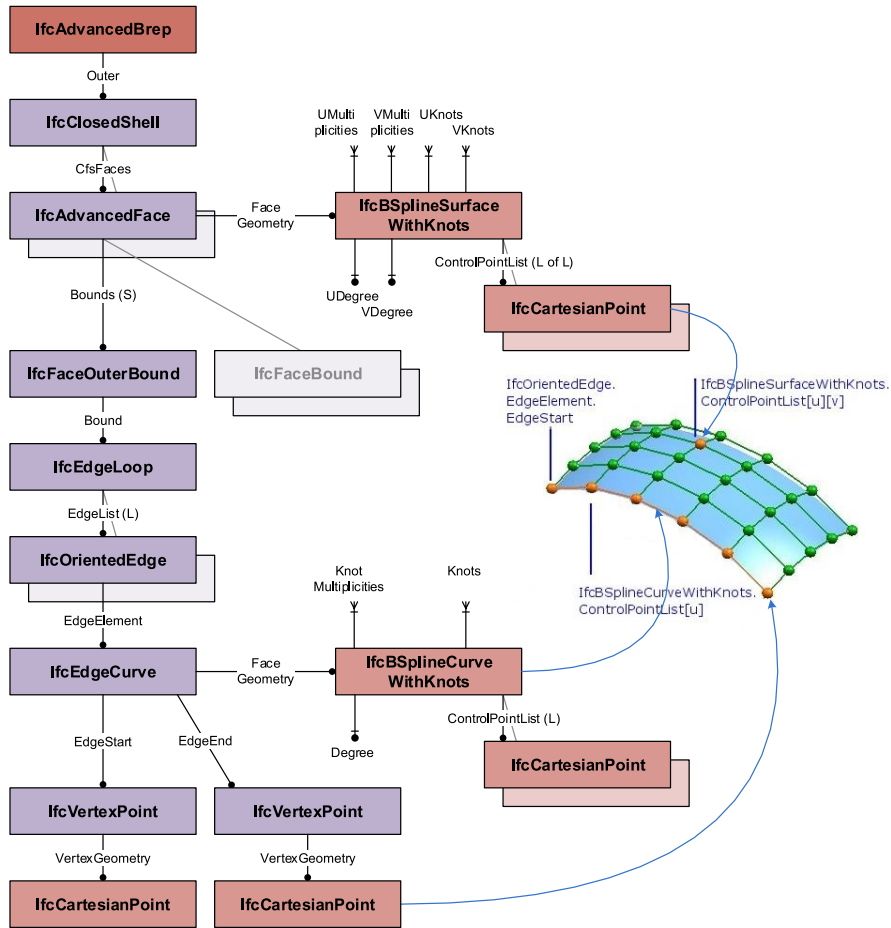 IfcAdvancedBrep
Outer
IfcClosedShell
CfsFaces
IfcAdvancedFace
Face
Geometry
UMulti
plicities
VMulti
plicities
UKnots
VKnots
IfcBSplineSurface
WithKnots
UDegree
VDegree
ControlPointList (L of L)
IfcCartesianPoint
Bounds (S)
IfcFaceOuterBound
IfcFaceBound
Bound
IfcEdgeLoop
EdgeList (L)
IfcOrientedEdge
EdgeElement
IfcEdgeCurve
Face
Geometry
Knot
Multiplicities
Knots
IfcBSplineCurve
WithKnots
Degree
ControlPointList (L)
IfcCartesianPoint
EdgeStart
EdgeEnd
IfcVertexPoint
IfcVertexPoint
VertexGeometry
VertexGeometry
IfcCartesianPoint
IfcCartesianPoint
IfcOrientedEdge.
EdgeElement.
EdgeStart
IfcBSplineSurfaceWithKnots.
ControlPointList[u][v]
IfcBSplineCurveWithKnots.
ControlPointList[u]